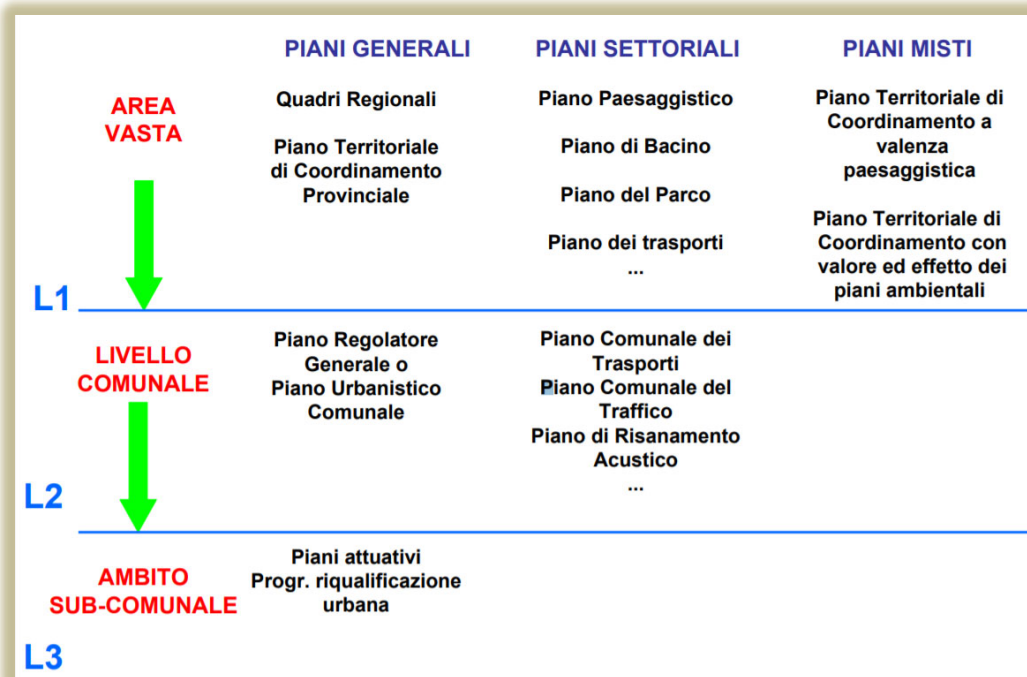 PIANI GENERALI
PIANI SETTORIALI
PIANI MISTI
AREA
VASTA
Quadri Regionali
Piano Territoriale
di Coordinamento
Provinciale
Piano Paesaggistico
Piano di Bacino
Piano del Parco
Piano dei trasporti
...
Piano Territoriale di
Coordinamento a
valenza
paesaggistica
Piano Territoriale di
Coordinamento con
valore ed effetto dei
piani ambientali
L1
LIVELLO
COMUNALE
Piano Regolatore
Generale o
Piano Urbanistico
Comunale
Piano Comunale dei
Trasporti
Piano Comunale del
Traffico
Piano di Risanamento
Acustico
...
L2
AMBITO
SUB-COMUNALE
Piani attuativi
Progr. riqualificazione
urbana
L3